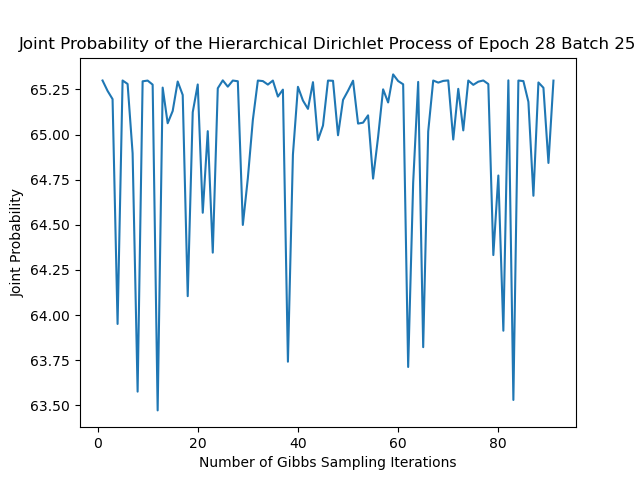 Joint Probability of the Hierarchical Dirichlet Process of Epoch 28 Batch 25
Joint Probability
65.25
65.00
64.75
64.50
64.25
64.00
63.75
63.50
0 20 40 60 80
Number of Gibbs Sampling Iterations